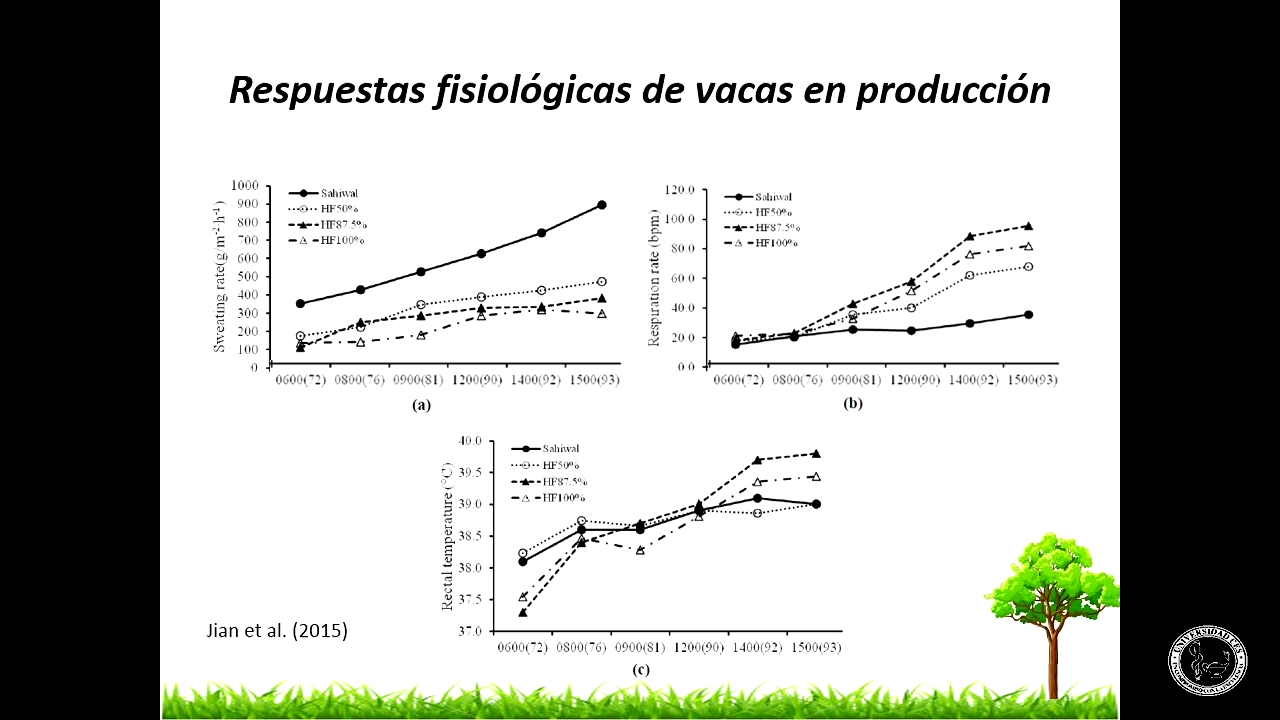 Respuestas fisiológicas de vacas en producción
1000
900
800
700
600
500
400
300
200
100
0
Sweating rate(g/m-2·h-1)
Sahiwal
HF50%
HF87.5%
HF100%
0600(72) 0800(76) 0900(81) 1200(90) 1400(92) 1500(93)
(a)
120.0
100.0
80.0
60.0
40.0
20.0
0.0
Respiration rate (bpm)
Sahiwal
HF50%
HF87.5%
HF100%
0600(72) 0800(76) 0900(81) 1200(90) 1400(92) 1500(93)
(b)
40.0
39.5
39.0
38.5
38.0
37.5
37.0
Rectal temperature (°C)
Sahiwal
HF50%
HF87.5%
HF100%
0600(72) 0800(76) 0900(81) 1200(90) 1400(92) 1500(93)
(c)
Jian et al. (2015)